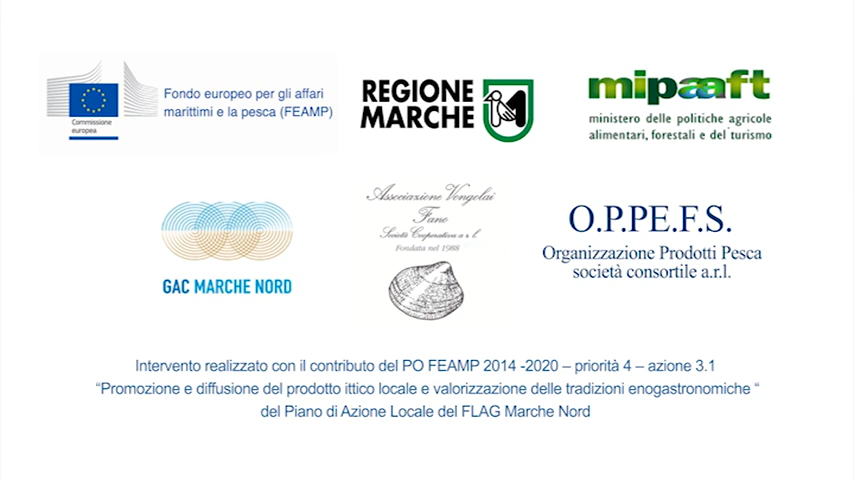 Commissione
europea
Fondo europeo per gli affari
marittimi e la pesca (FEAMP)
REGIONE
MARCHE
mipaaft
ministero delle politiche agricole
alimentari, forestali e del turismo
GAC MARCHE NORD
Associazione Vongolai
Fano
Società Cooperativa a r.l.
Fondata nel 1988
O.P.PE.F.S.
Organizzazione Prodotti Pesca
società consortile a.r.l.
Intervento realizzato con il contributo del PO FEAMP 2014 -2020 – priorità 4 – azione 3.1
“Promozione e diffusione del prodotto ittico locale e valorizzazione delle tradizioni enogastronomiche “
del Piano di Azione Locale del FLAG Marche Nord